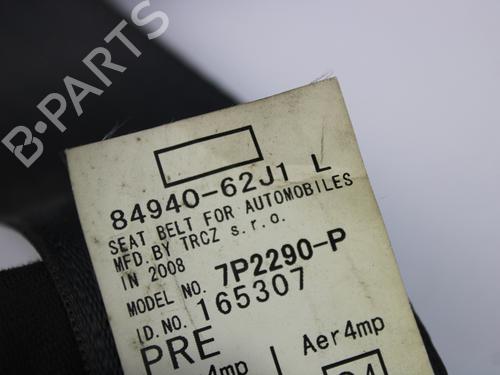 B-PARTS
84940-62J1 L
SEAT BELT FOR AUTOMOBILES
MFD. BY TRCZ s.r.o.
IN 2008
MODEL NO. 7P2290-P
ID.NO. 165307
PRE
Aer4mp